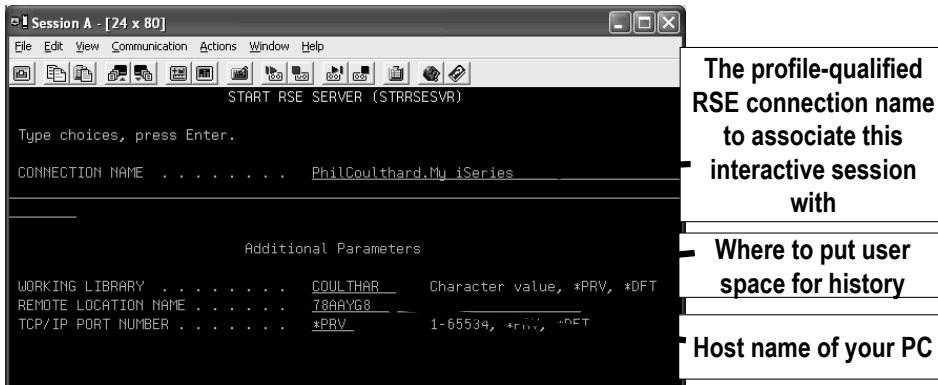 Session A - [24 x 80]
File Edit View Communication Actions Window Help
START RSE SERVER (STRRSESVR)
Type choices, press Enter.
CONNECTION NAME . . . . . . . . PhilCoulthard.My iSeries
Additional Parameters
WORKING LIBRARY . . . . . . . . COULTHAR Character value, *PRV, *DFT
REMOTE LOCATION NAME . . . . . . 78AAYG8
TCP/IP PORT NUMBER . . . . . . . *PRV 1-65534, *PRV, *DFT
The profile-qualified
RSE connection name
to associate this
interactive session
with
Where to put user
space for history
Host name of your PC